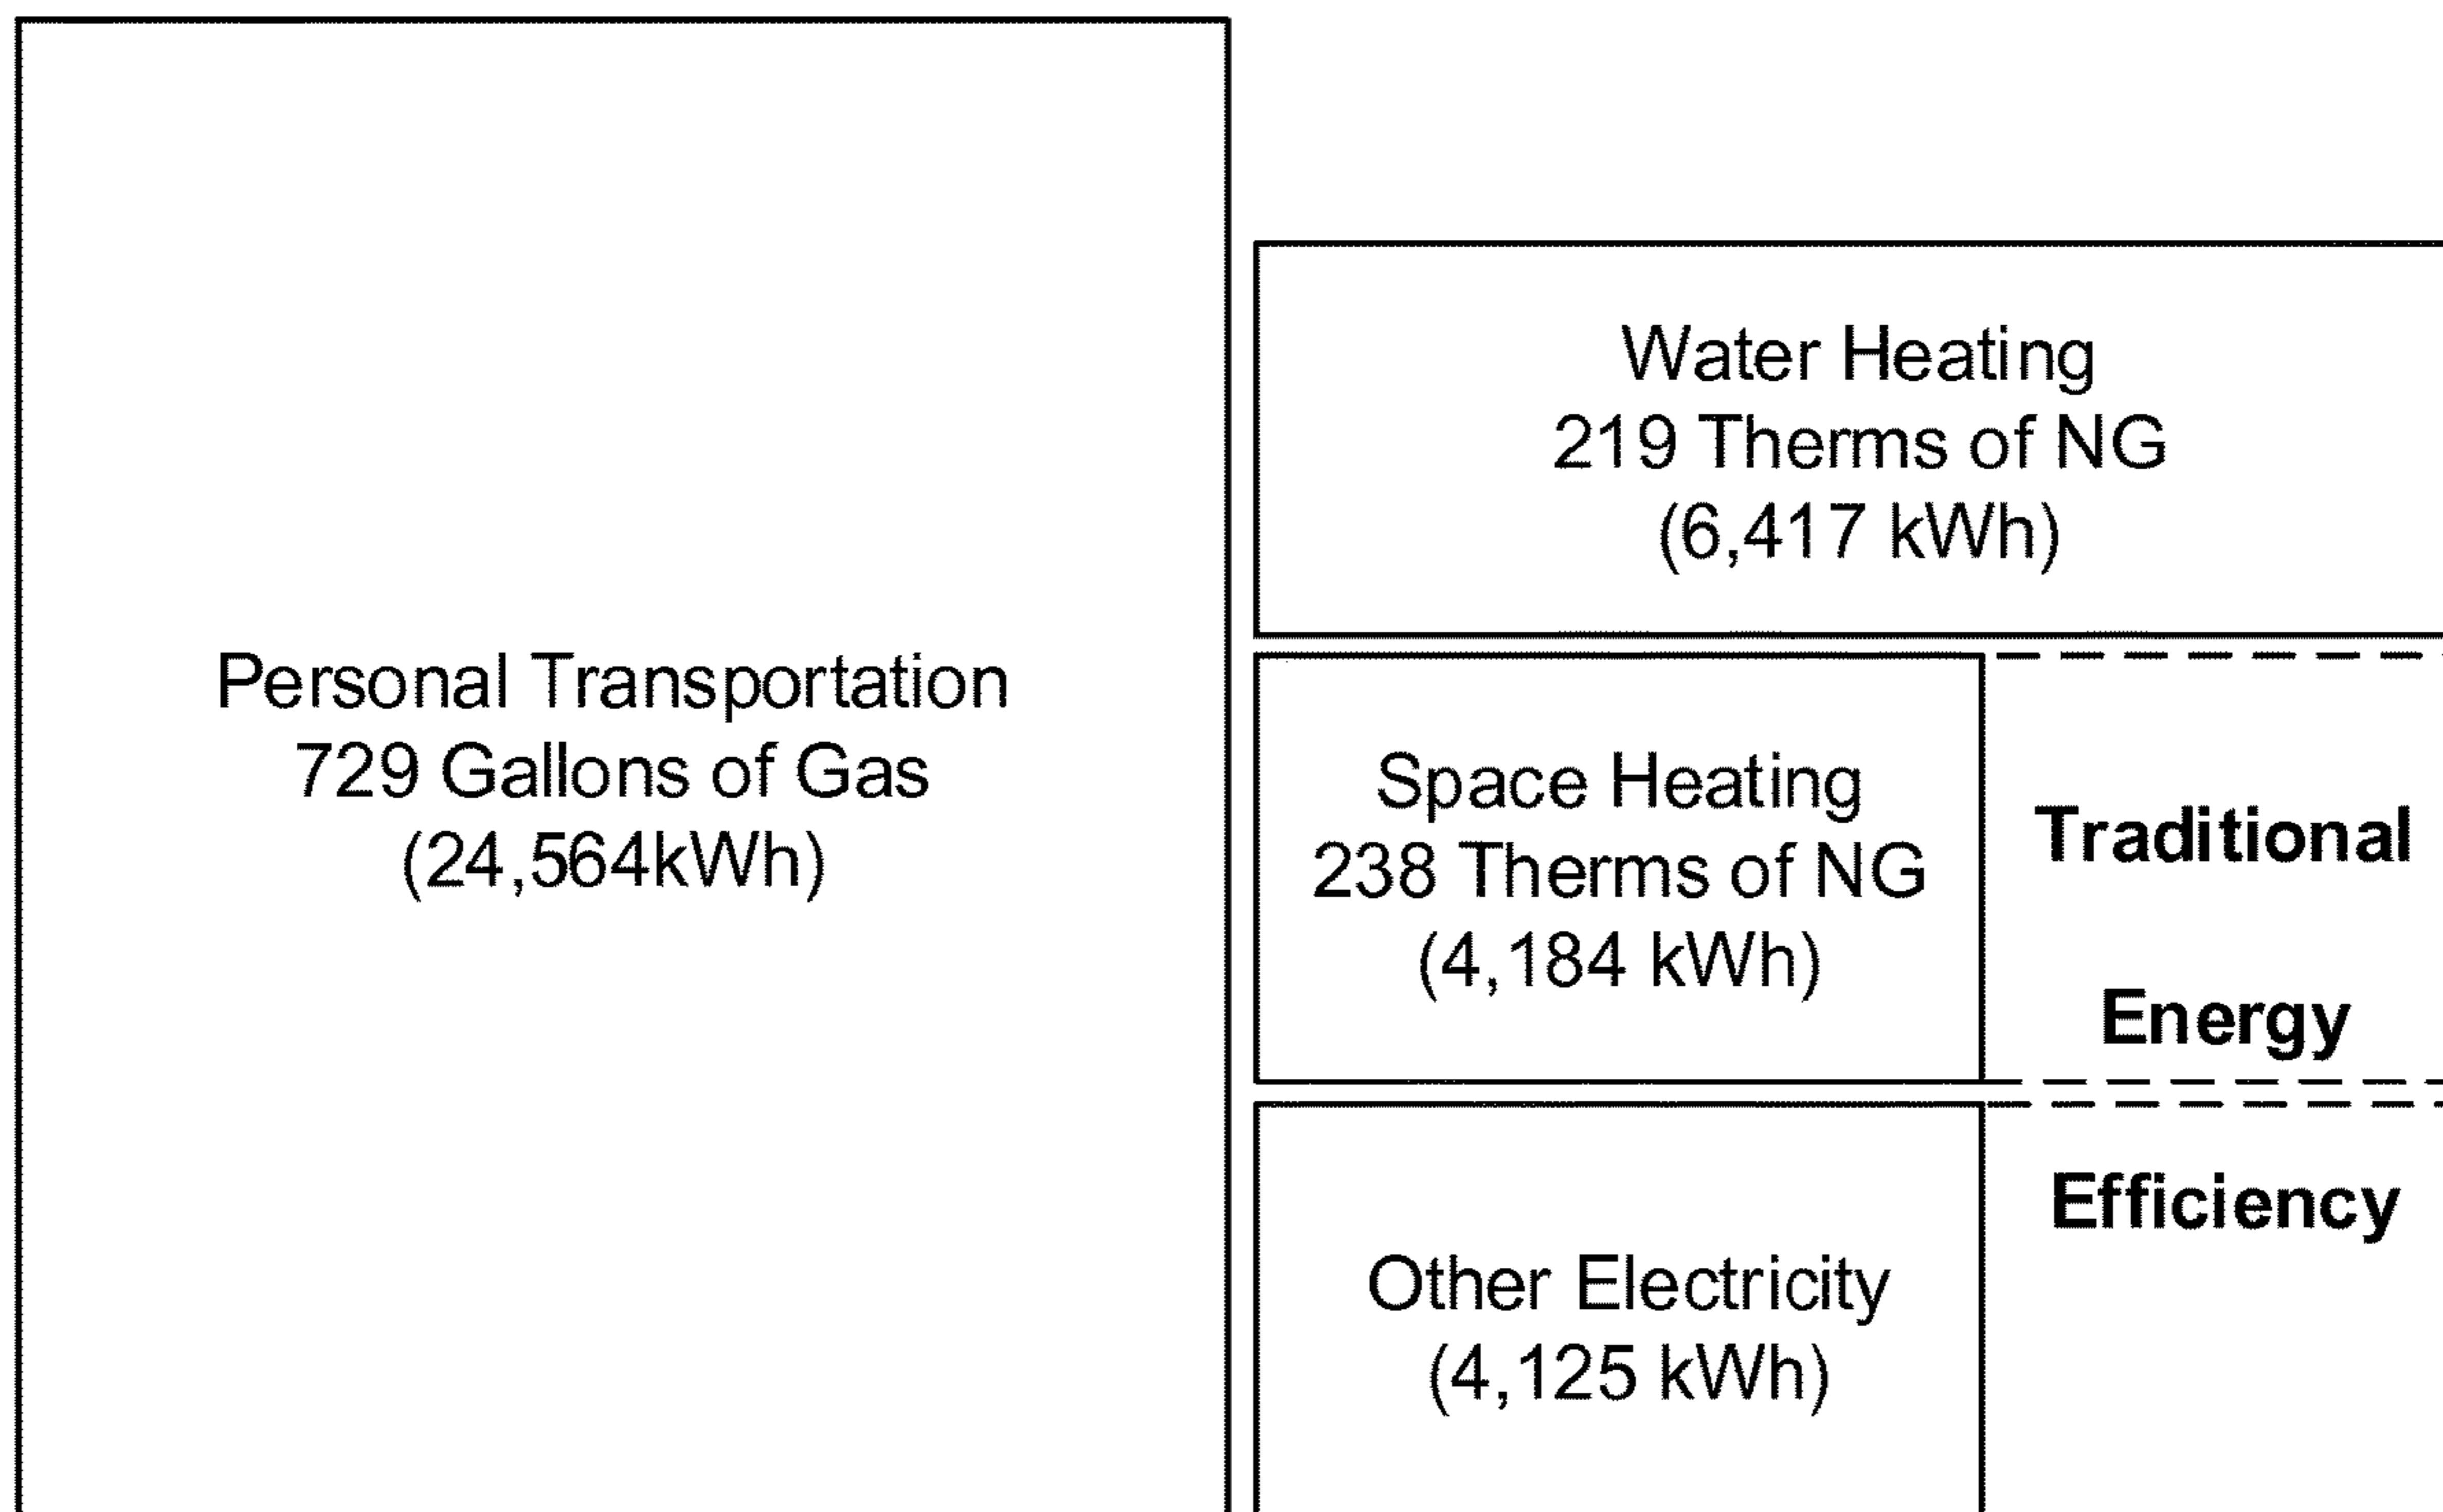 Personal Transportation
729 Gallons of Gas
(24,564kWh)
Water Heating
219 Therms of NG
(6,417 kWh)
Space Heating
238 Therms of NG
(4,184 kWh)
Other Electricity
(4,125 kWh)
Traditional
Energy
Efficiency